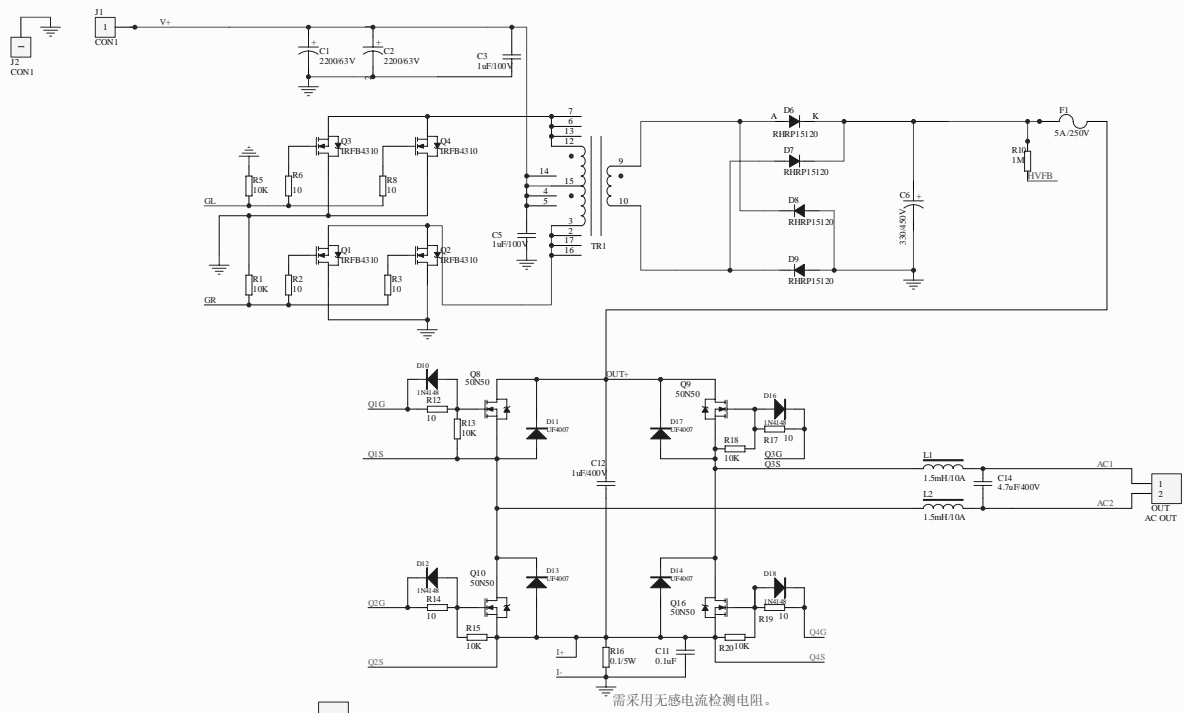 J1
1
CON1
1
J2
CON1
V+
C1
2200/63V
C2
2200/63V
C3
1uF/100V
Q3
IRFB4310
Q4
IRFB4310
R5
10K
R6
10
R8
10
GL
Q1
IRFB4310
Q2
IRFB4310
R1
10K
R2
10
R3
10
GR
7
6
13
12
14
15
4
5
3
2
17
16
C5
1uF/100V
TR1
9
10
D6
A K
RHRP15120
D7
RHRP15120
D8
RHRP15120
D9
RHRP15120
C6
330/450V
R10
1M
HVFB
F1
5A/250V
D10
1N4148
Q1G
R12
10
R13
10K
Q1S
Q8
50N50
D11
UF4007
OUT+
C12
1uF/400V
Q9
50N50
D17
UF4007
D16
1N4148
R17 10
R18
10K
Q3G
Q3S
L1
1.5mH/10A
L2
1.5mH/10A
C14
4.7uF/400V
AC1
AC2
1
2
OUT
AC OUT
D12
1N4148
Q2G
R14
10
R15
10K
Q2S
Q10
50N50
D13
UF4007
D14
UF4007
Q16
50N50
D18
1N4148
R19 10
R20 10K
Q4G
Q4S
I+
I-
R16
0.1/5W
C11
0.1uF
需采用无感电流检测电阻。